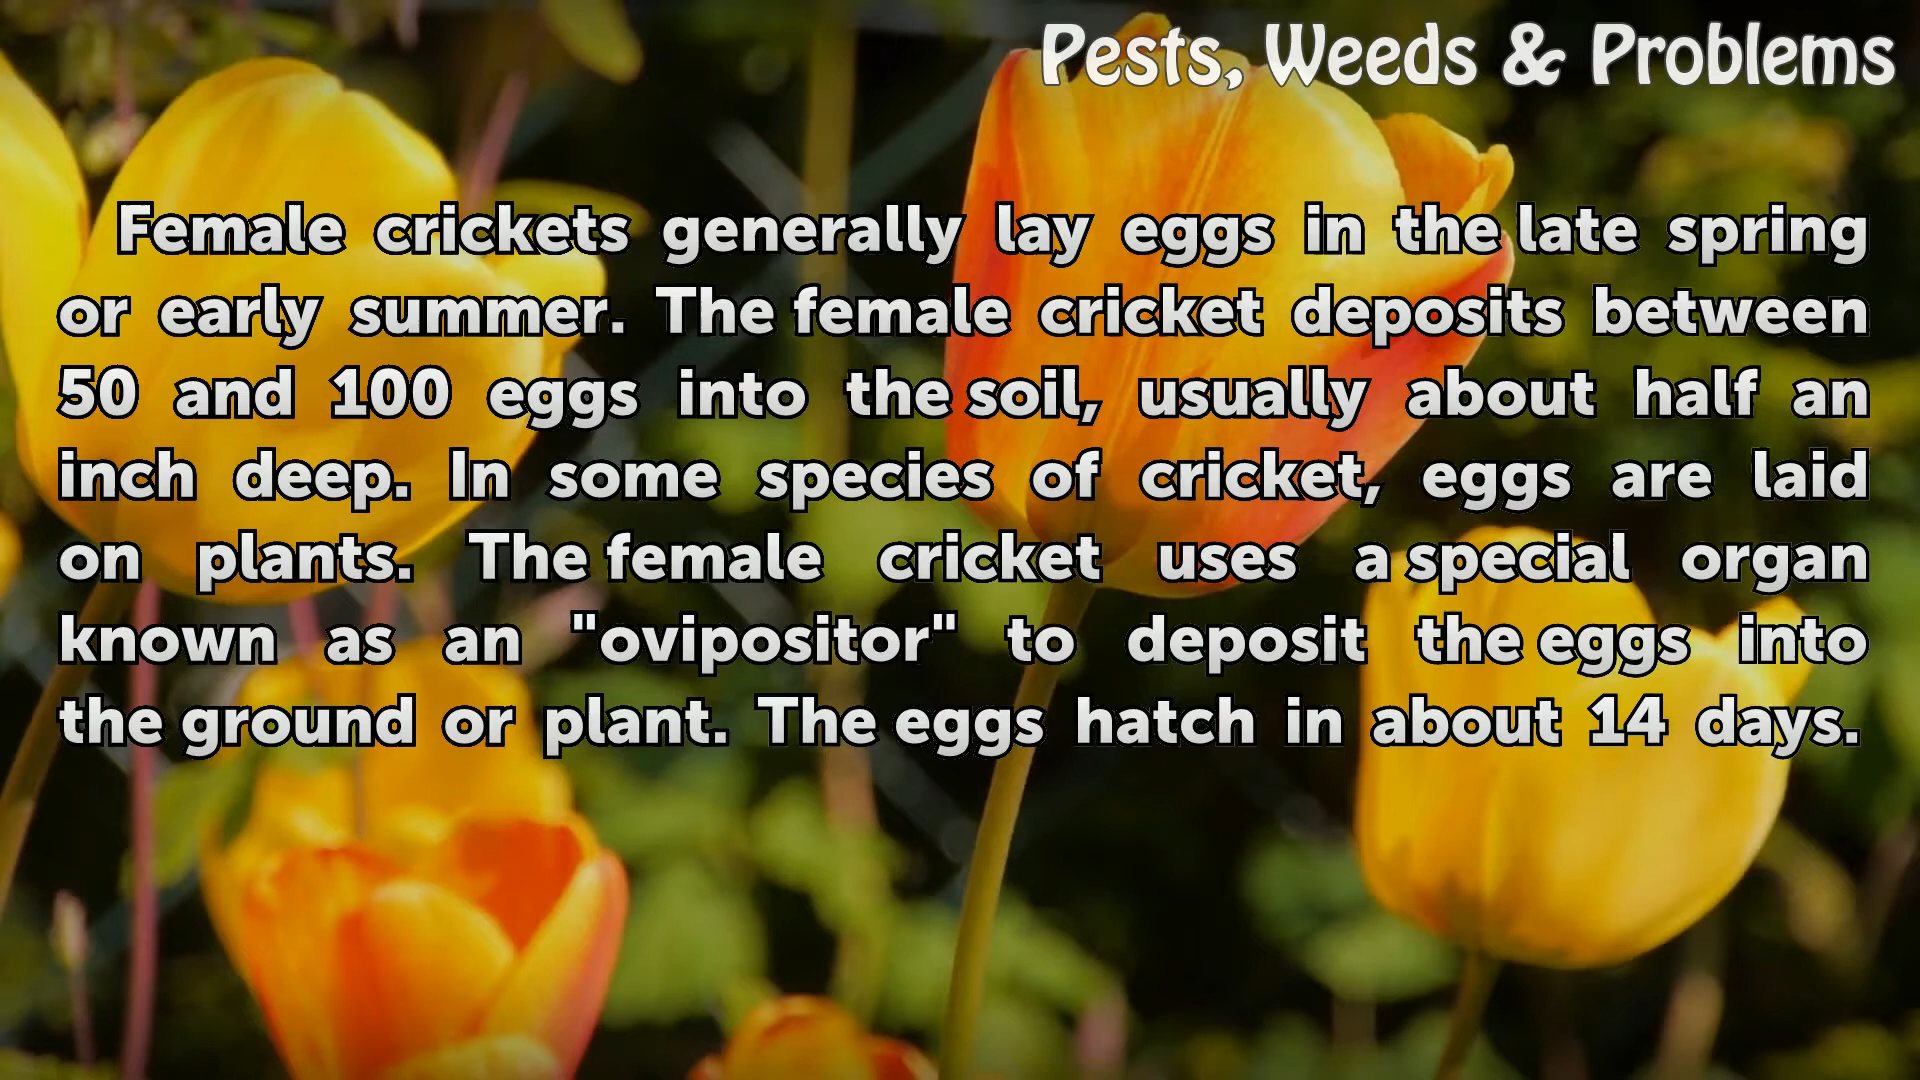 Pests, Weeds & Problems
Female crickets generally lay eggs in the late spring
or early summer. The female cricket deposits between
50 and 100 eggs into the soil, usually about half an
inch deep. In some species of cricket, eggs are laid
on plants. The female cricket uses a special organ
known as an "ovipositor" to deposit the eggs into
the ground or plant. The eggs hatch in about 14 days.